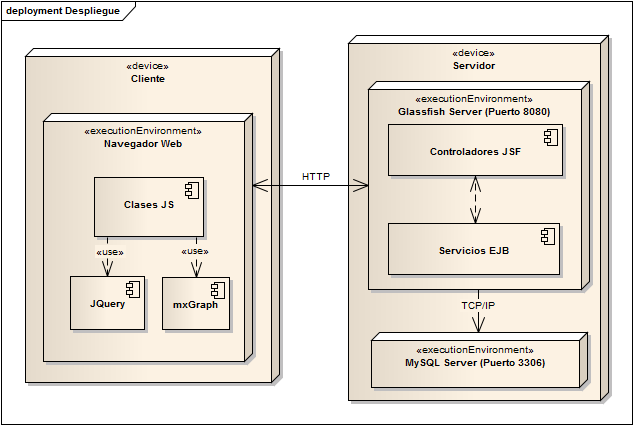 deployment Despliegue
«device»
Cliente
«executionEnvironment»
Navegador Web
Clases JS
«use»
«use»
JQuery
mxGraph
HTTP
«device»
Servidor
«executionEnvironment»
Glassfish Server (Puerto 8080)
Controladores JSF
Servicios EJB
TCP/IP
«executionEnvironment»
MySQL Server (Puerto 3306)